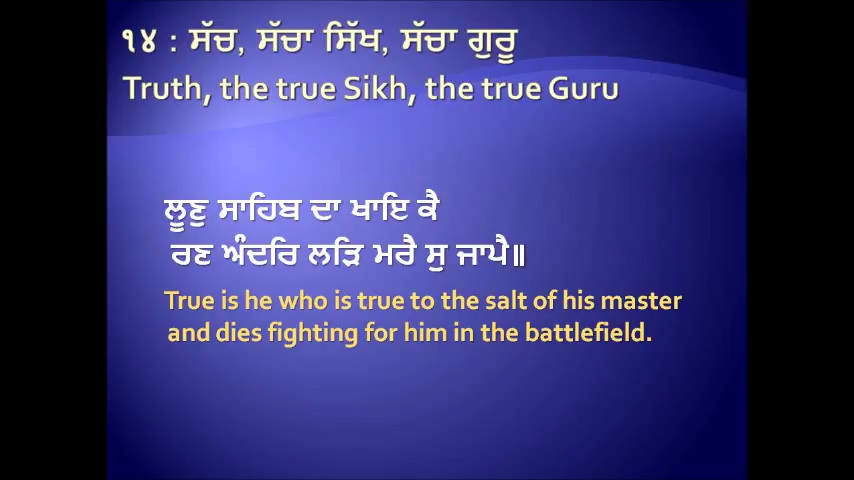 ੧੪ : ਸੱਚ, ਸੱਚਾ ਸਿੱਖ, ਸੱਚਾ ਗੁਰੂ
Truth, the true Sikh, the true Guru
ਲੂਣੁ ਸਾਹਿਬ ਦਾ ਖਾਇ ਕੈ
ਰਣ ਅੰਦਰਿ ਲੜਿ ਮਰੈ ਸੁ ਜਾਪੈ॥
True is he who is true to the salt of his master
and dies fighting for him in the battlefield.